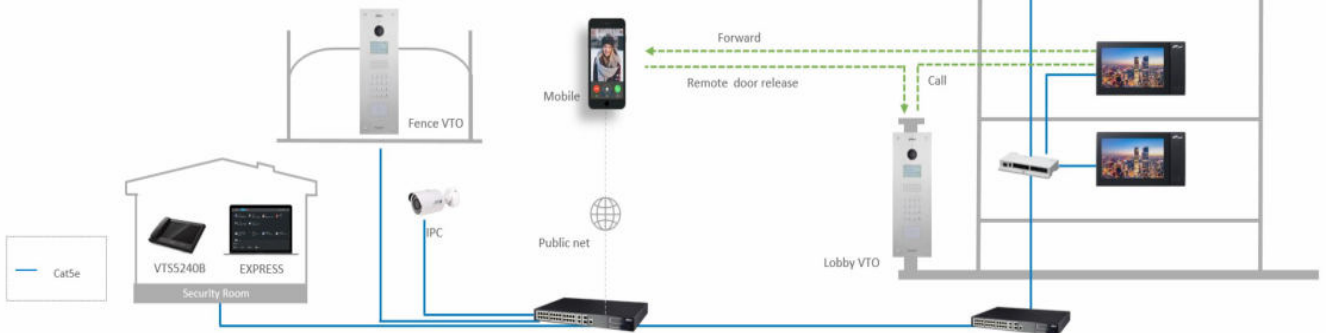 Forward
Mobile
Remote door release
Call
Fence VTO
IPC
Public net
VTS5240B
EXPRESS
Lobby VTO
Cat5e
Security Room